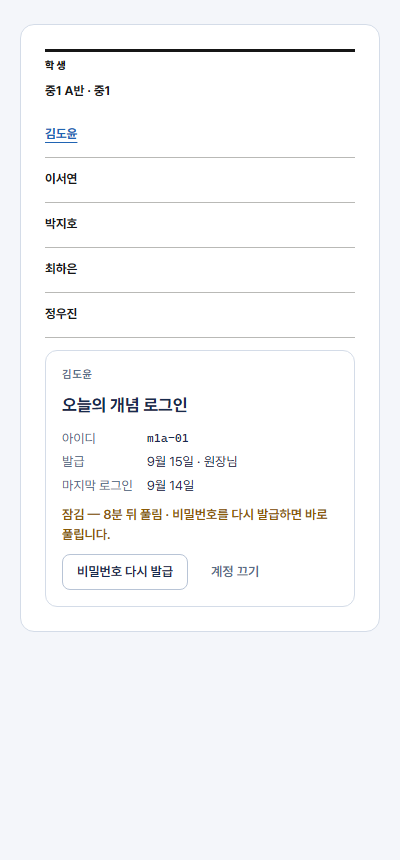 학생
중1 A반 · 중1
김도윤
이서연
박지호
최하은
정우진
김도윤
오늘의 개념 로그인
아이디 m1a-01
발급 9월 15일 · 원장님
마지막 로그인 9월 14일
잠김 — 8분 뒤 풀림 · 비밀번호를 다시 발급하면 바로
풀립니다.
비밀번호 다시 발급 계정 끄기